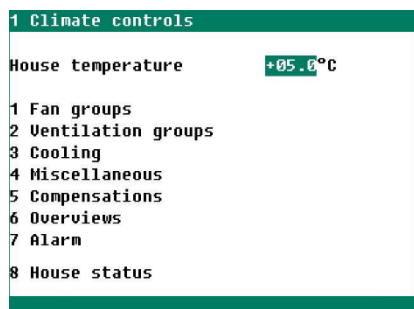 1 Climate controls
House temperature +05.0°C
1 Fan groups
2 Ventilation groups
3 Cooling
4 Miscellaneous
5 Compensations
6 Overviews
7 Alarm
8 House status